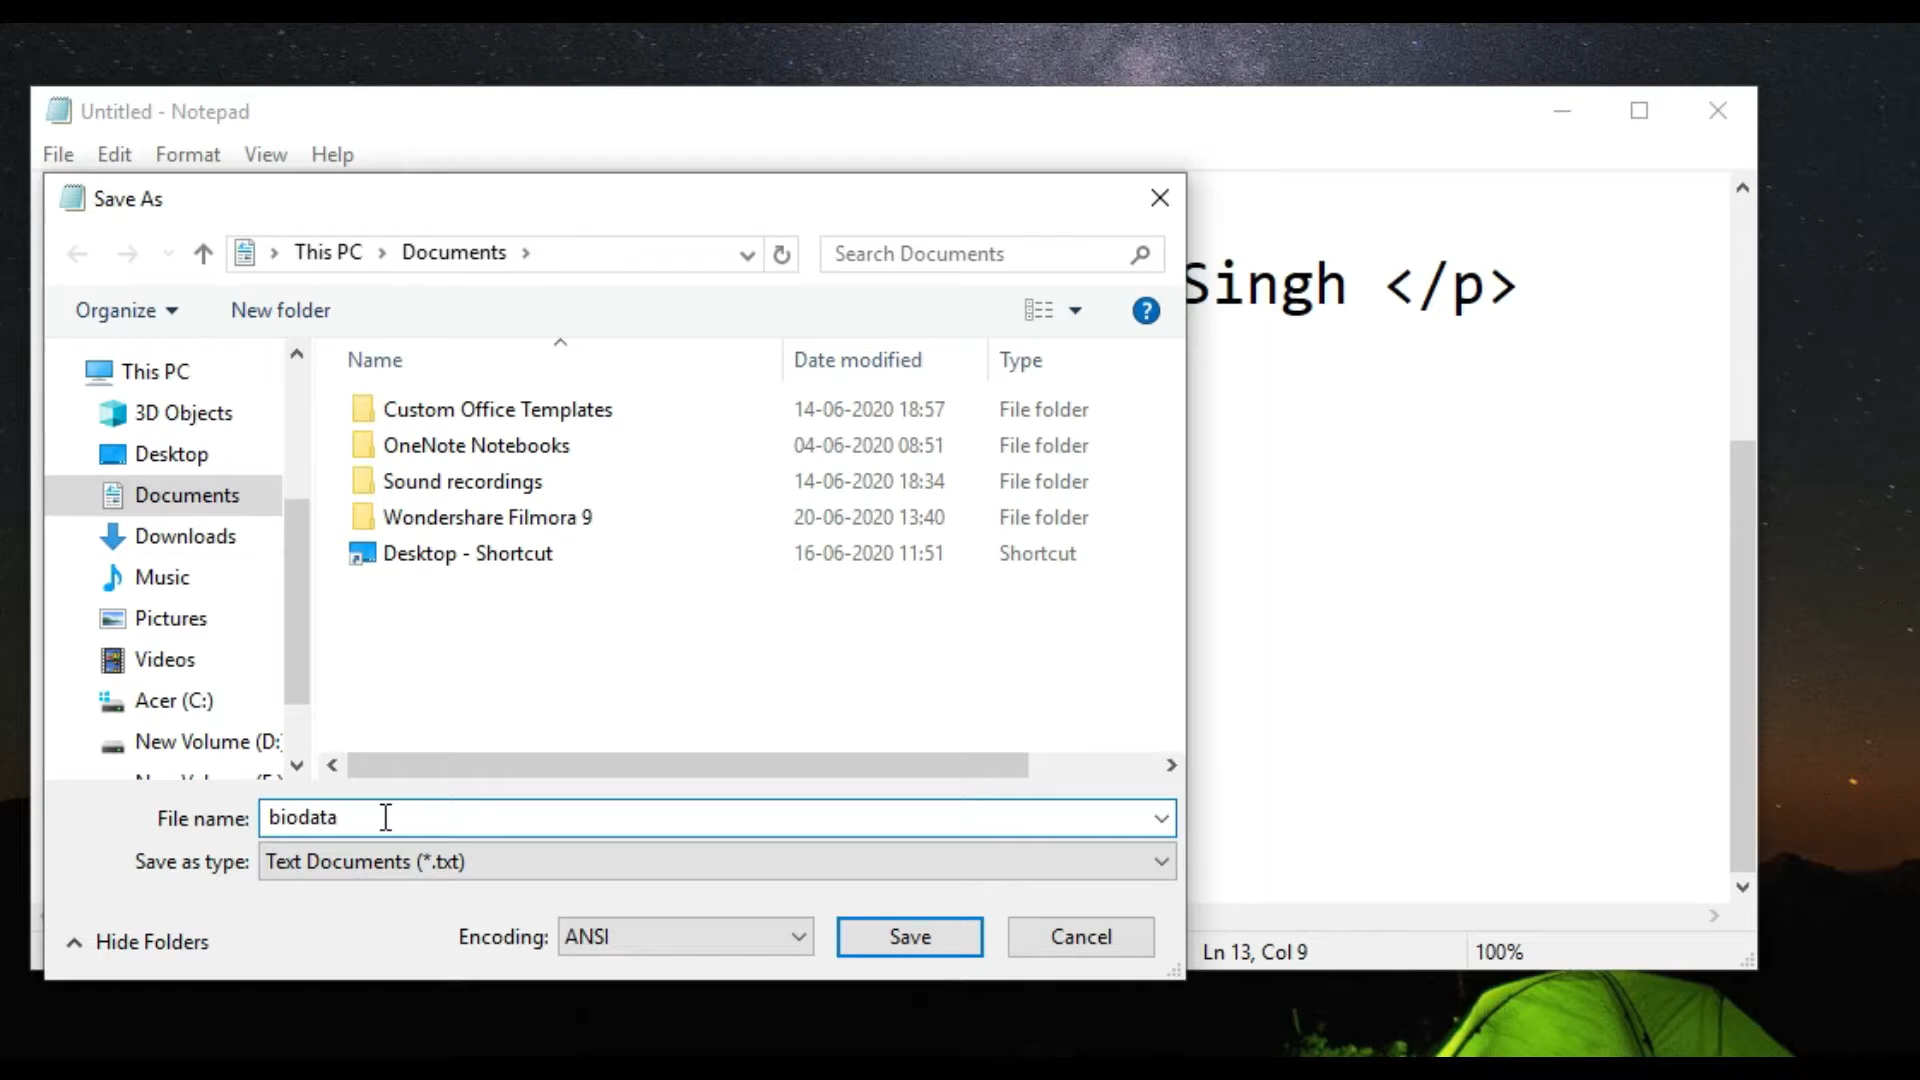 Untitled - Notepad
File Edit Format View Help
Save As
This PC Documents
Search Documents
Organize New folder
Singh </p>
Name Date modified Type
This PC
3D Objects
Desktop
Documents
Downloads
Music
Pictures
Videos
Acer (C:)
New Volume (D:
Custom Office Templates 14-06-2020 18:57 File folder
OneNote Notebooks 04-06-2020 08:51 File folder
Sound recordings 14-06-2020 18:34 File folder
Wondershare Filmora 9 20-06-2020 13:40 File folder
Desktop - Shortcut 16-06-2020 11:51 Shortcut
File name: biodata
Save as type: Text Documents (*.txt)
Hide Folders
Encoding: ANSI
Save Cancel
Ln 13, Col 9 100%